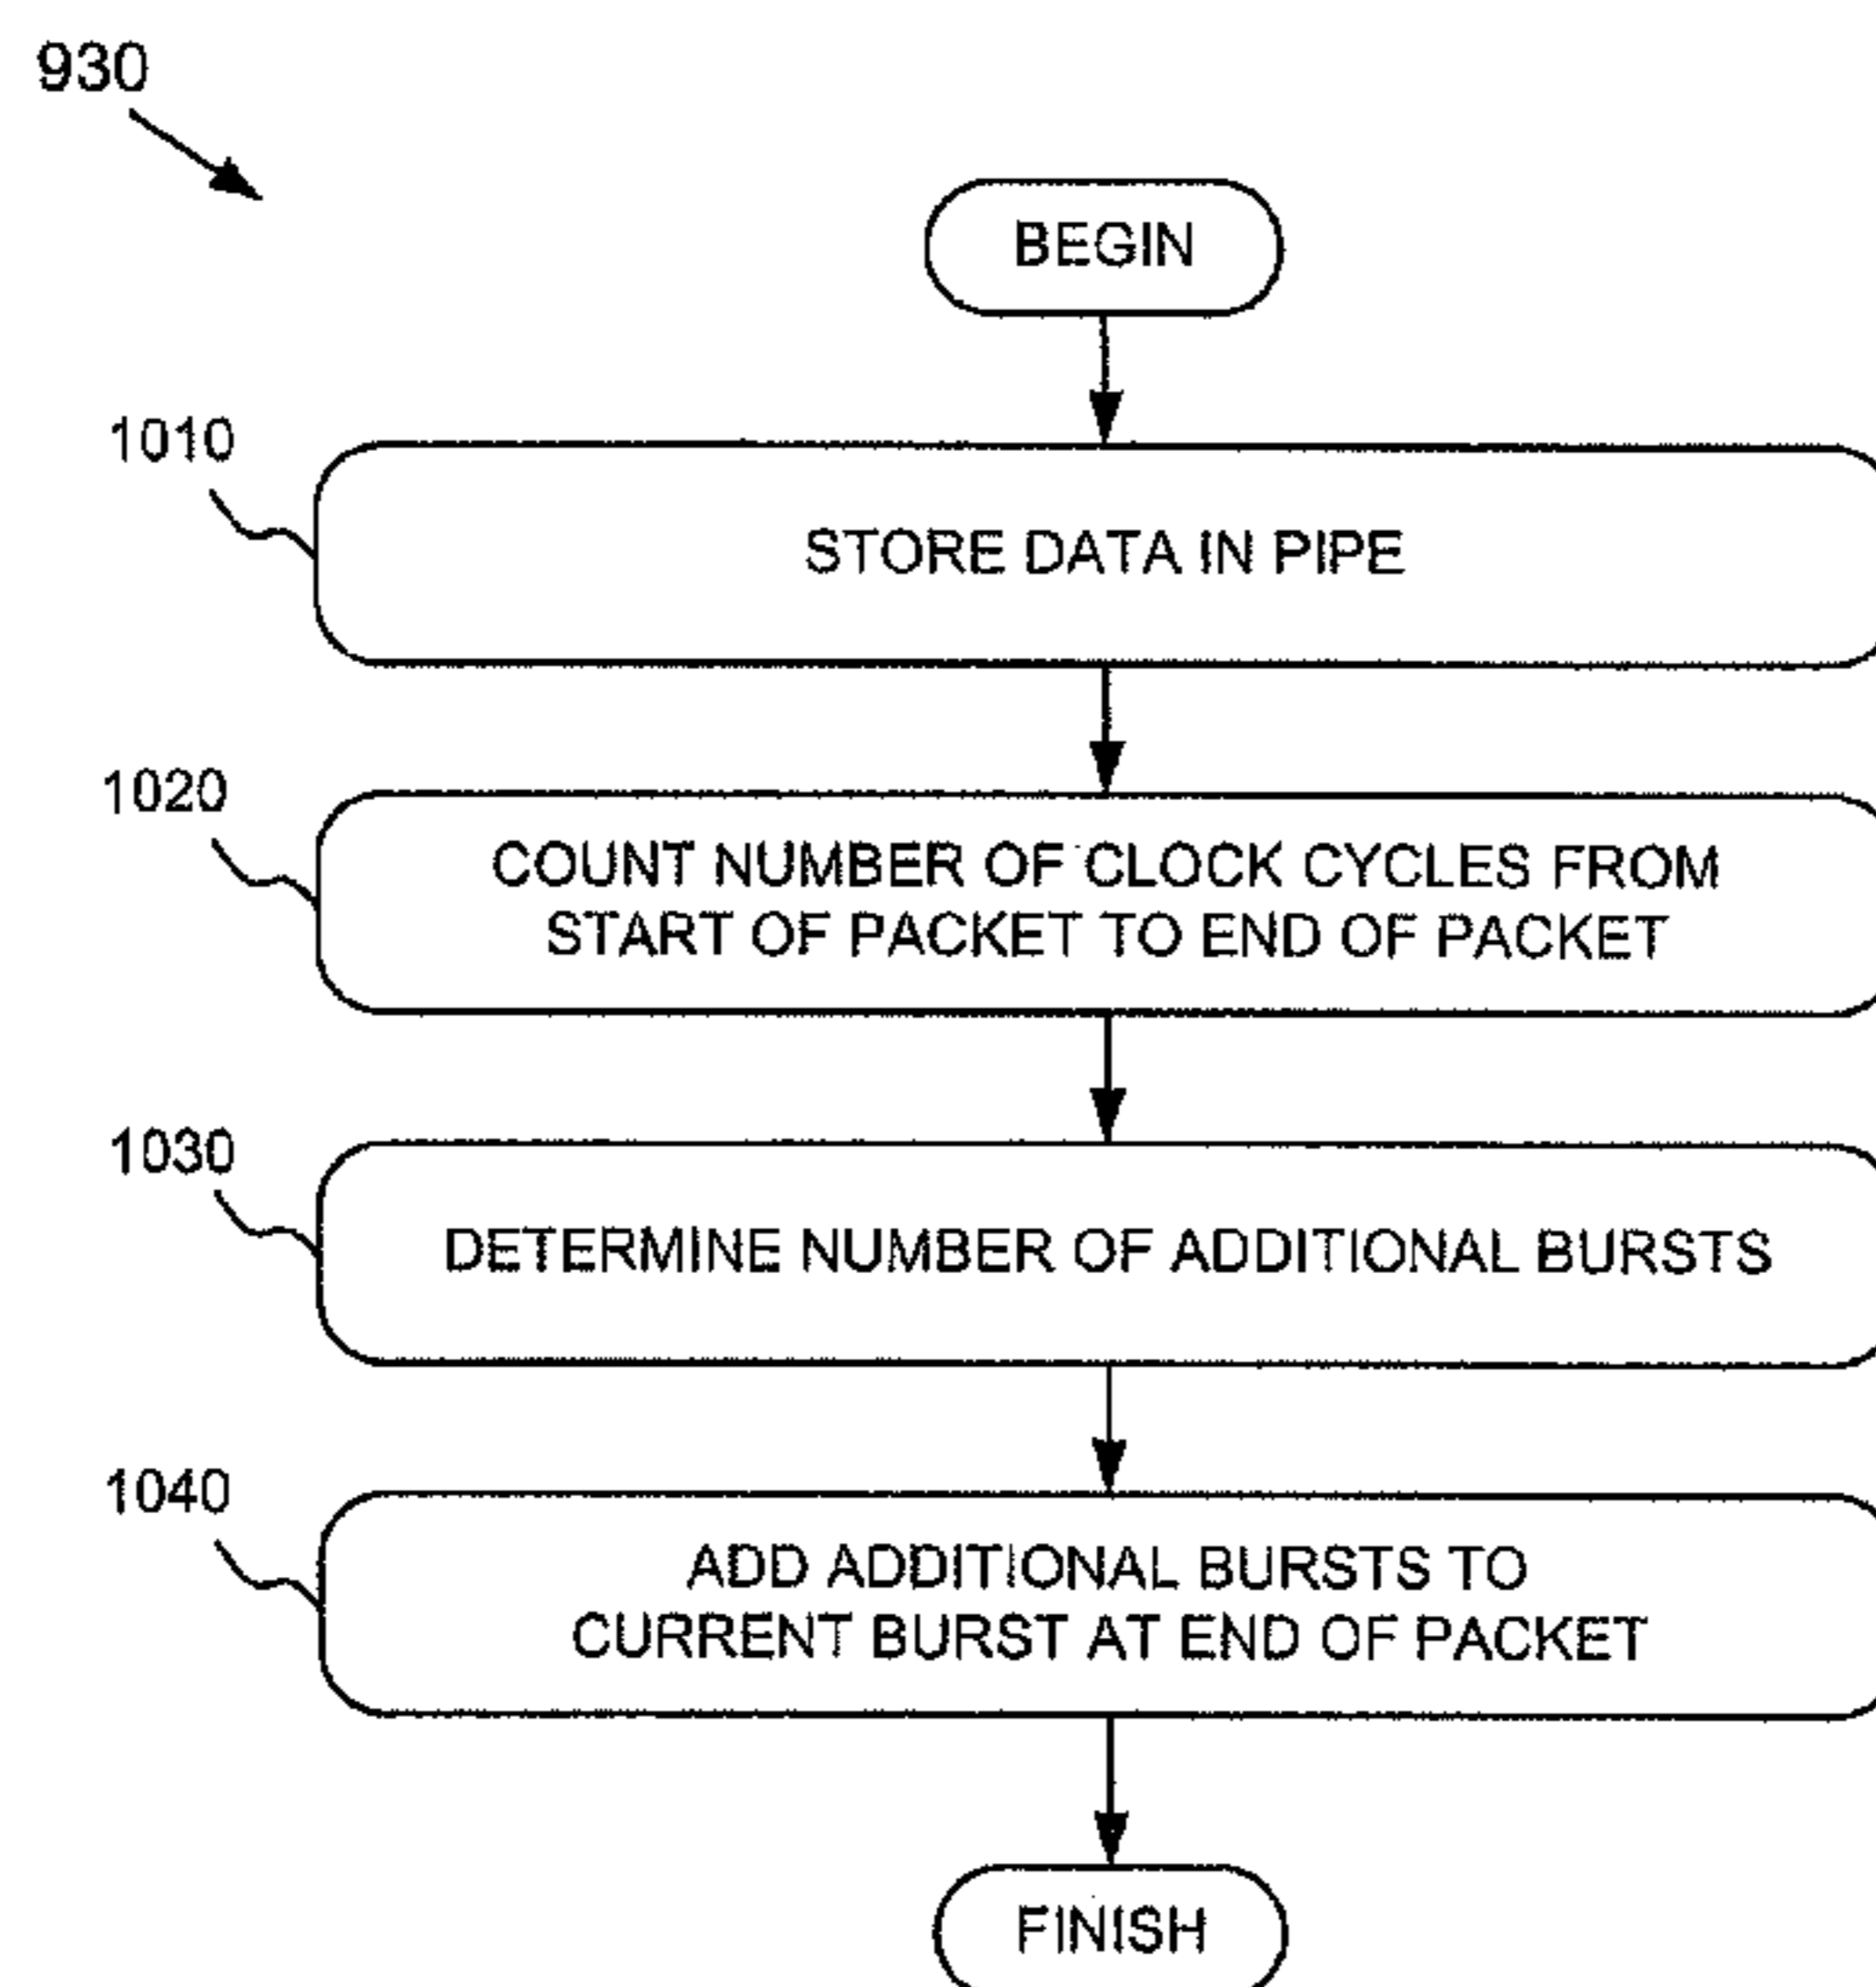 930
BEGIN
1010
STORE DATA IN PIPE
1020
COUNT NUMBER OF CLOCK CYCLES FROM
START OF PACKET TO END OF PACKET
1030
DETERMINE NUMBER OF ADDITIONAL BURSTS
1040
ADD ADDITIONAL BURSTS TO
CURRENT BURST AT END OF PACKET
FINISH